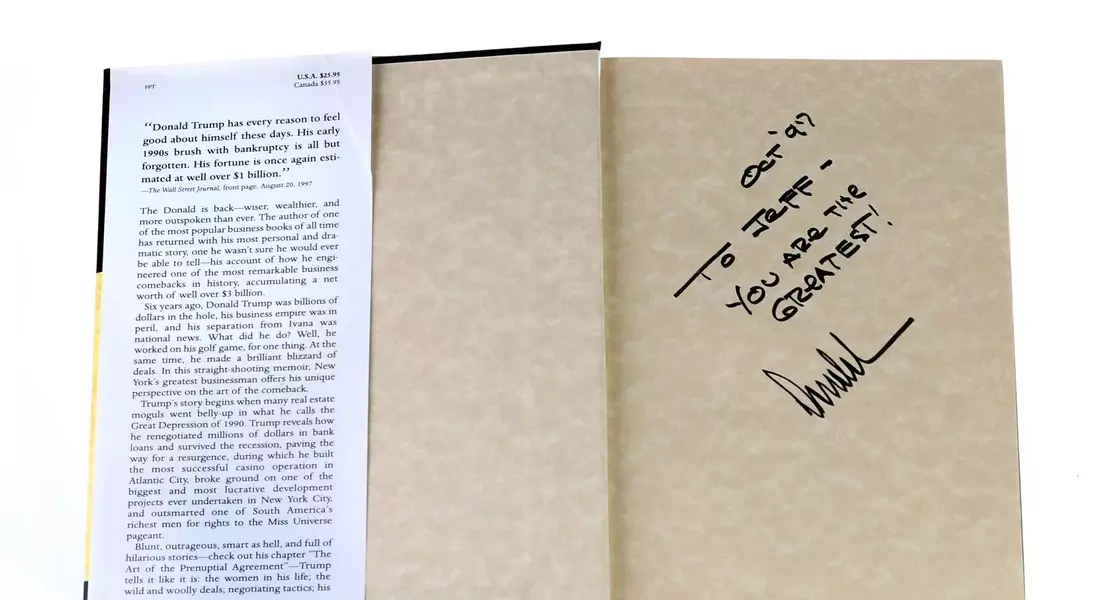 FPT
U.S.A. $25.95
Canada $35.95
“Donald Trump has every reason to feel
good about himself these days. His early
1990s brush with bankruptcy is all but
forgotten. His fortune is once again esti-
mated at well over $1 billion.”
—The Wall Street Journal, front page, August 20, 1997
The Donald is back—wiser, wealthier, and
more outspoken than ever. The author of one
of the most popular business books of all time
has returned with his most personal and dra-
matic story, one he wasn't sure he would ever
be able to tell—his account of how he engi-
neered one of the most remarkable business
comebacks in history, accumulating a net
worth of well over $3 billion.
Six years ago, Donald Trump was billions of
dollars in the hole, his business empire was in
peril, and his separation from Ivana was
national news. What did he do? Well, he
worked on his golf game, for one thing. At the
same time, he made a brilliant blizzard of
deals. In this straight-shooting memoir, New
York's greatest businessman offers his unique
perspective on the art of the comeback.
Trump's story begins when many real estate
moguls went belly-up in what he calls the
Great Depression of 1990. Trump reveals how
he renegotiated millions of dollars in bank
loans and survived the recession, paving the
way for a resurgence, during which he built
the most successful casino operation in
Atlantic City, broke ground on one of the
biggest and most lucrative development
projects ever undertaken in New York City,
and outsmarted one of South America's
richest men for rights to the Miss Universe
pageant.
Blunt, outrageous, smart as hell, and full of
hilarious stories—check out his chapter “The
Art of the Prenuptial Agreement”—Trump
tells it like it is: the women in his life; the
wild and woolly deals; negotiating tactics; his
OCT '97
TO JEFF -
YOU ARE THE
GREATEST!
Donald